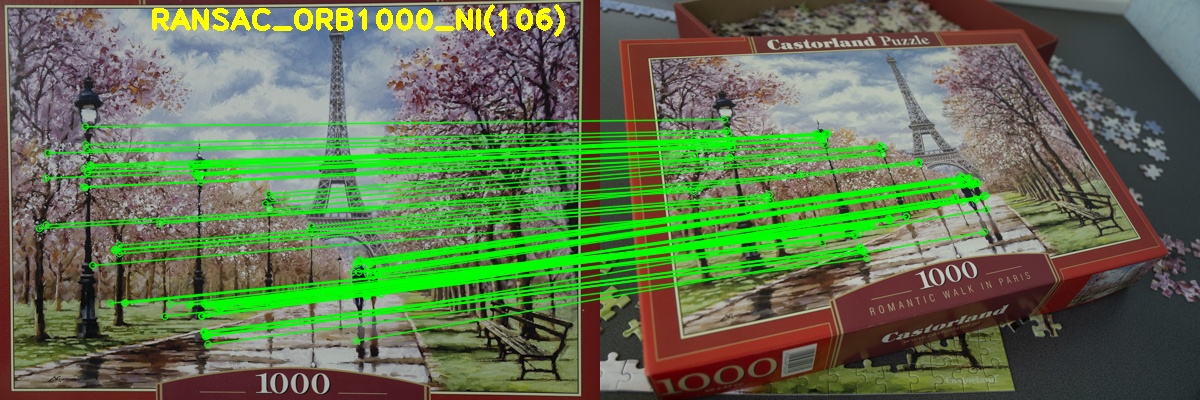 RANSAC_ORB1000_NI(106)
1000
Castorland Puzzle
1000
ROMANTIC WALK IN PARIS
Castorland
1000